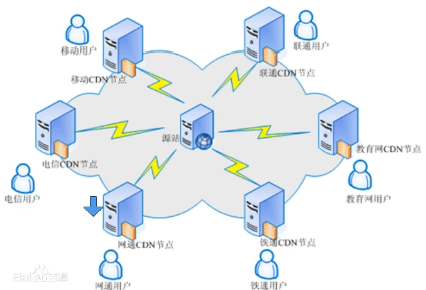 移动用户
联通用户
移动CDN节点
联通CDN节点
源站
电信CDN节点
教育网CDN节点
电信用户
教育网用户
网通CDN节点
铁通CDN节点
Bai百科
网通用户
铁通用户